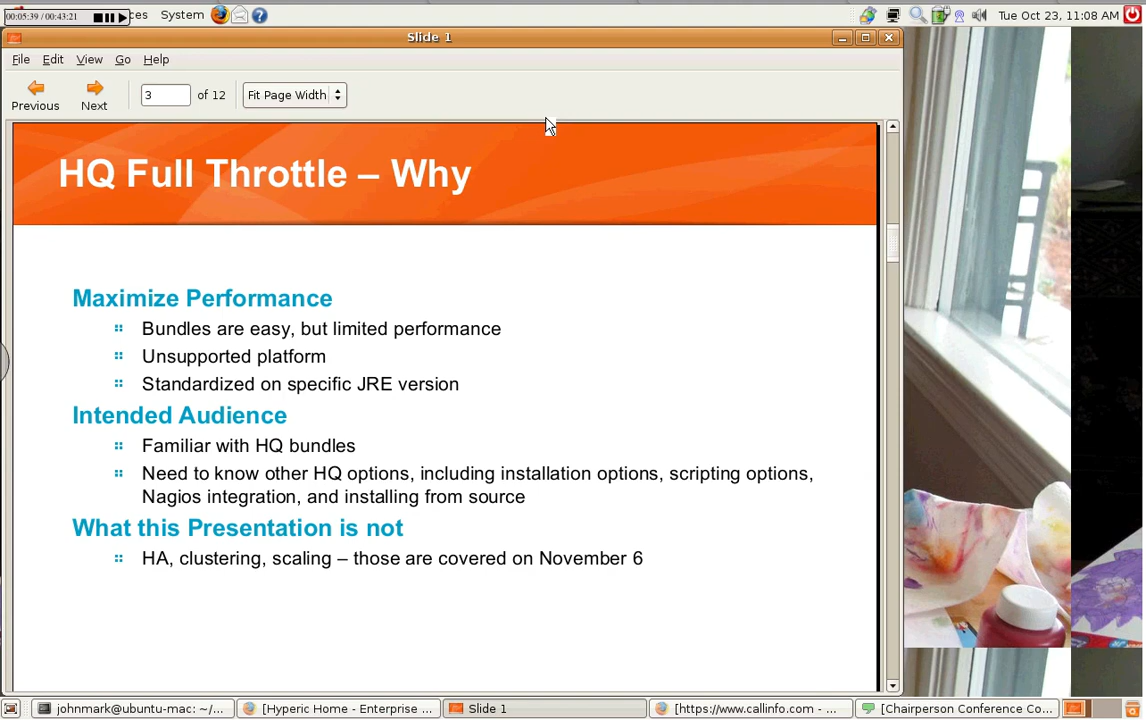 00:05:39 / 00:43:21
ces System Tue Oct 23, 11:08 AM
Slide 1
File Edit View Go Help
Previous Next 3 of 12 Fit Page Width
HQ Full Throttle – Why
Maximize Performance
Bundles are easy, but limited performance
Unsupported platform
Standardized on specific JRE version
Intended Audience
Familiar with HQ bundles
Need to know other HQ options, including installation options, scripting options,
Nagios integration, and installing from source
What this Presentation is not
HA, clustering, scaling – those are covered on November 6
johnmark@ubuntu-mac: ~/... [Hyperic Home - Enterprise ... Slide 1 [https://www.callinfo.com - ... [Chairperson Conference Co...